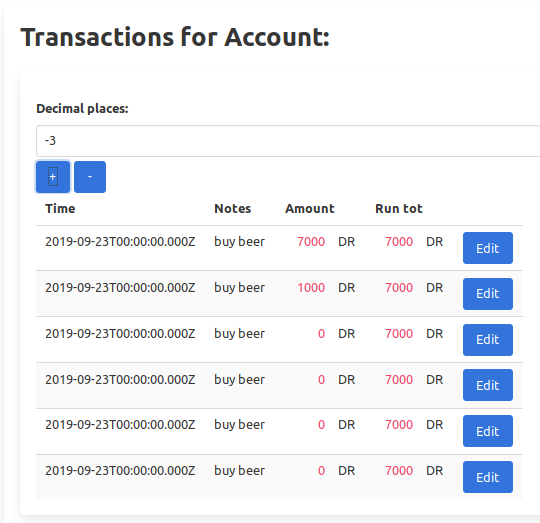 Transactions for Account:
Decimal places:
-3
+ -
Time Notes Amount Run tot
2019-09-23T00:00:00.000Z buy beer 7000 DR 7000 DR Edit
2019-09-23T00:00:00.000Z buy beer 1000 DR 7000 DR Edit
2019-09-23T00:00:00.000Z buy beer 0 DR 7000 DR Edit
2019-09-23T00:00:00.000Z buy beer 0 DR 7000 DR Edit
2019-09-23T00:00:00.000Z buy beer 0 DR 7000 DR Edit
2019-09-23T00:00:00.000Z buy beer 0 DR 7000 DR Edit